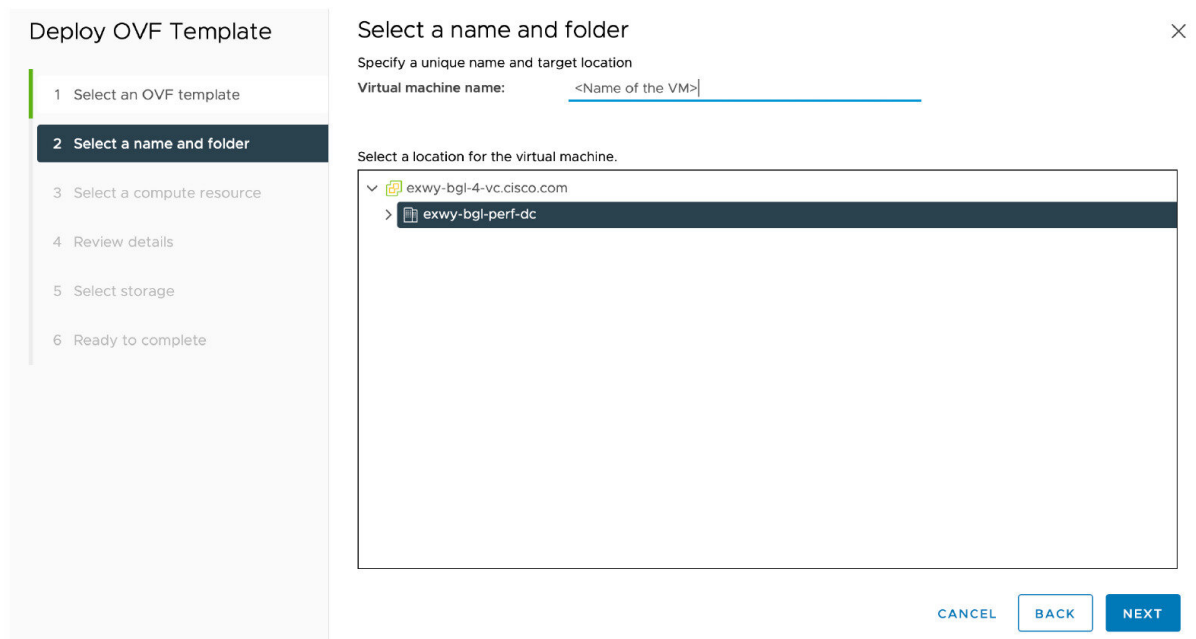 Deploy OVF Template
1 Select an OVF template
2 Select a name and folder
3 Select a compute resource
4 Review details
5 Select storage
6 Ready to complete
Select a name and folder
Specify a unique name and target location
Virtual machine name: <Name of the VM>
Select a location for the virtual machine.
exwy-bgl-4-vc.cisco.com
exwy-bgl-perf-dc
CANCEL BACK NEXT